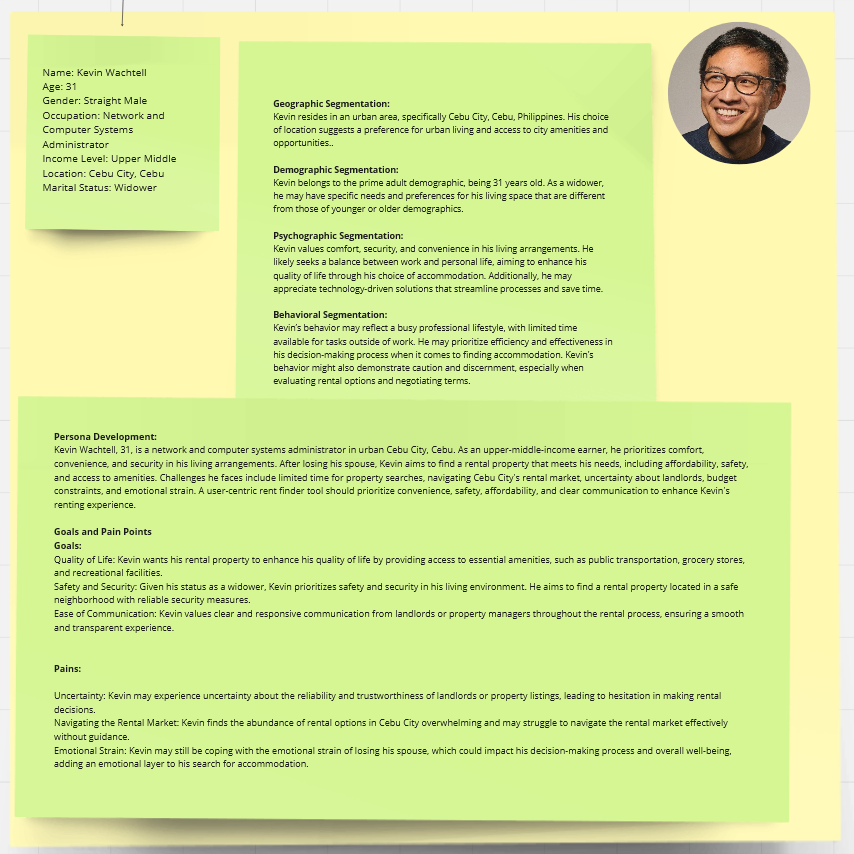 Name: Kevin Wachtell
Age: 31
Gender: Straight Male
Occupation: Network and
Computer Systems
Administrator
Income Level: Upper Middle
Location: Cebu City, Cebu
Marital Status: Widower
Geographic Segmentation:
Kevin resides in an urban area, specifically Cebu City, Cebu, Philippines. His choice
of location suggests a preference for urban living and access to city amenities and
opportunities..
Demographic Segmentation:
Kevin belongs to the prime adult demographic, being 31 years old. As a widower,
he may have specific needs and preferences for his living space that are different
from those of younger or older demographics.
Psychographic Segmentation:
Kevin values comfort, security, and convenience in his living arrangements. He
likely seeks a balance between work and personal life, aiming to enhance his
quality of life through his choice of accommodation. Additionally, he may
appreciate technology-driven solutions that streamline processes and save time.
Behavioral Segmentation:
Kevin's behavior may reflect a busy professional lifestyle, with limited time
available for tasks outside of work. He may prioritize efficiency and effectiveness in
his decision-making process when it comes to finding accommodation. Kevin's
behavior might also demonstrate caution and discernment, especially when
evaluating rental options and negotiating terms.
Persona Development:
Kevin Wachtell, 31, is a network and computer systems administrator in urban Cebu City, Cebu. As an upper-middle-income earner, he prioritizes comfort,
convenience, and security in his living arrangements. After losing his spouse, Kevin aims to find a rental property that meets his needs, including affordability, safety,
and access to amenities. Challenges he faces include limited time for property searches, navigating Cebu City's rental market, uncertainty about landlords, budget
constraints, and emotional strain. A user-centric rent finder tool should prioritize convenience, safety, affordability, and clear communication to enhance Kevin's
renting experience.
Goals and Pain Points
Goals:
Quality of Life: Kevin wants his rental property to enhance his quality of life by providing access to essential amenities, such as public transportation, grocery stores,
and recreational facilities.
Safety and Security: Given his status as a widower, Kevin prioritizes safety and security in his living environment. He aims to find a rental property located in a safe
neighborhood with reliable security measures.
Ease of Communication: Kevin values clear and responsive communication from landlords or property managers throughout the rental process, ensuring a smooth
and transparent experience.
Pains:
Uncertainty: Kevin may experience uncertainty about the reliability and trustworthiness of landlords or property listings, leading to hesitation in making rental
decisions.
Navigating the Rental Market: Kevin finds the abundance of rental options in Cebu City overwhelming and may struggle to navigate the rental market effectively
without guidance.
Emotional Strain: Kevin may still be coping with the emotional strain of losing his spouse, which could impact his decision-making process and overall well-being,
adding an emotional layer to his search for accommodation.